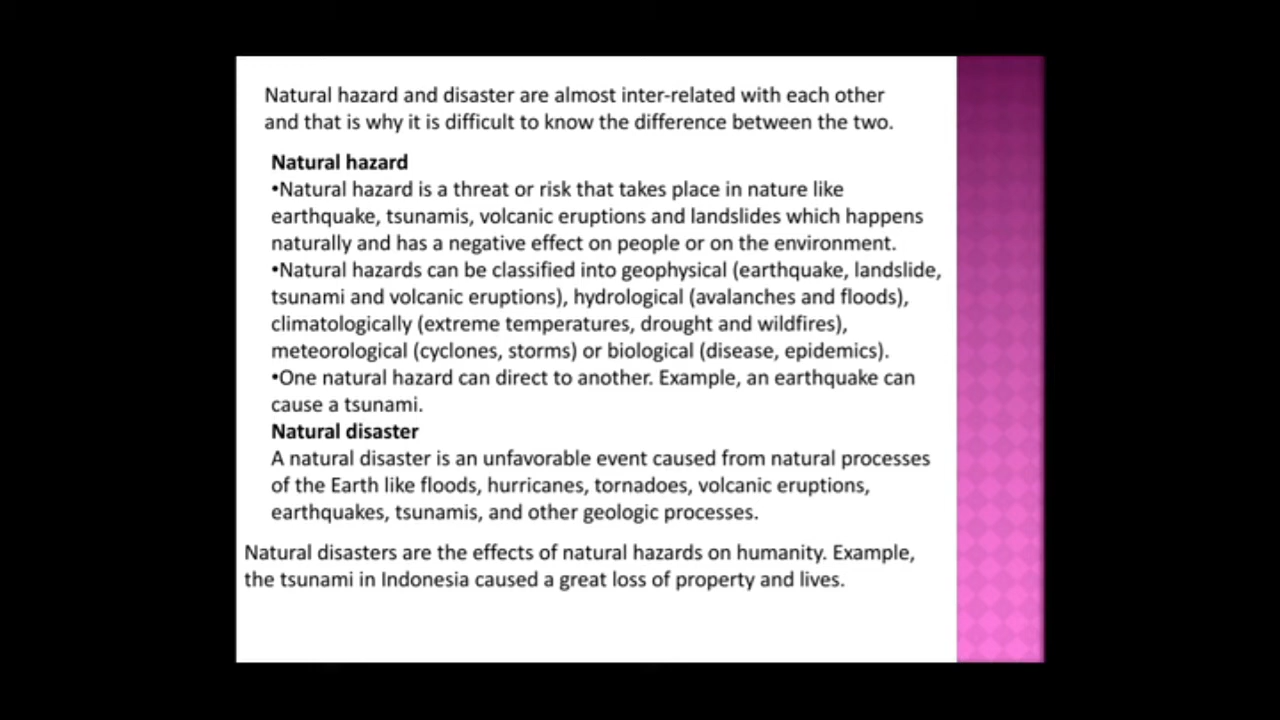 Natural hazard and disaster are almost inter-related with each other
and that is why it is difficult to know the difference between the two.
Natural hazard
•Natural hazard is a threat or risk that takes place in nature like
earthquake, tsunamis, volcanic eruptions and landslides which happens
naturally and has a negative effect on people or on the environment.
•Natural hazards can be classified into geophysical (earthquake, landslide,
tsunami and volcanic eruptions), hydrological (avalanches and floods),
climatologically (extreme temperatures, drought and wildfires),
meteorological (cyclones, storms) or biological (disease, epidemics).
•One natural hazard can direct to another. Example, an earthquake can
cause a tsunami.
Natural disaster
A natural disaster is an unfavorable event caused from natural processes
of the Earth like floods, hurricanes, tornadoes, volcanic eruptions,
earthquakes, tsunamis, and other geologic processes.
Natural disasters are the effects of natural hazards on humanity. Example,
the tsunami in Indonesia caused a great loss of property and lives.